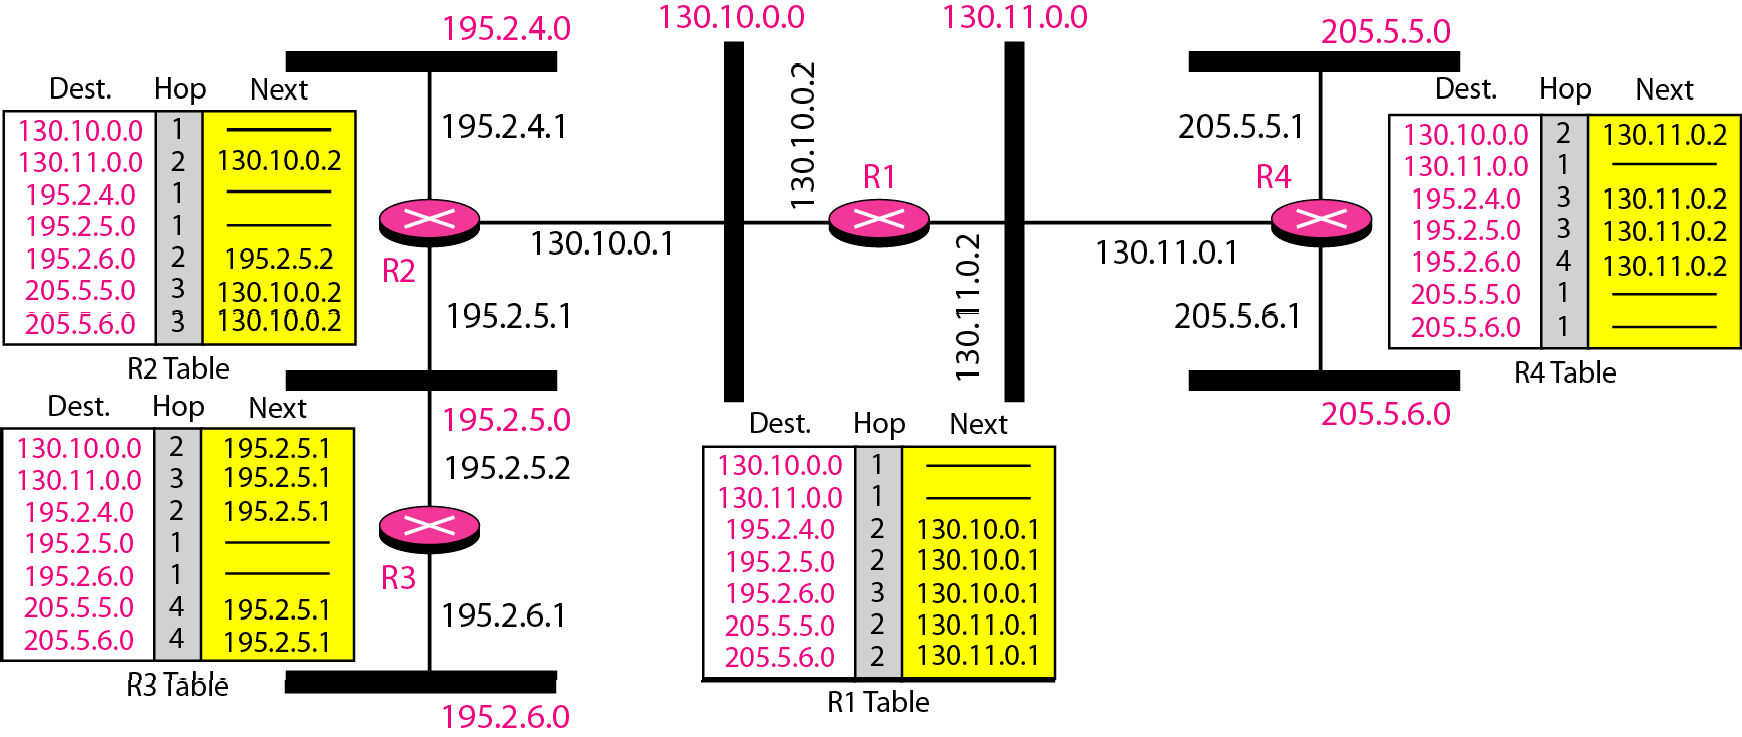 130.10.0.0
130.11.0.0
195.2.4.0
205.5.5.0
Dest. Hop Next
130.10.0.0 1
130.11.0.0 2 130.10.0.2
195.2.4.0 1
195.2.5.0 1
195.2.6.0 2 195.2.5.2
205.5.5.0 3 130.10.0.2
205.5.6.0 3 130.10.0.2
R2 Table
195.2.4.1
R2
130.10.0.1
195.2.5.1
130.10.0.2
R1
130.11.0.2
205.5.5.1
R4
130.11.0.1
205.5.6.1
Dest. Hop Next
130.10.0.0 2 130.11.0.2
130.11.0.0 1
195.2.4.0 3 130.11.0.2
195.2.5.0 3 130.11.0.2
195.2.6.0 4 130.11.0.2
205.5.5.0 1
205.5.6.0 1
R4 Table
205.5.6.0
Dest. Hop Next
130.10.0.0 2 195.2.5.1
130.11.0.0 3 195.2.5.1
195.2.4.0 2 195.2.5.1
195.2.5.0 1
195.2.6.0 1
205.5.5.0 4 195.2.5.1
205.5.6.0 4 195.2.5.1
R3 Table
195.2.5.0
195.2.5.2
R3
195.2.6.1
195.2.6.0
Dest. Hop Next
130.10.0.0 1
130.11.0.0 1
195.2.4.0 2 130.10.0.1
195.2.5.0 2 130.10.0.1
195.2.6.0 3 130.10.0.1
205.5.5.0 2 130.11.0.1
205.5.6.0 2 130.11.0.1
R1 Table